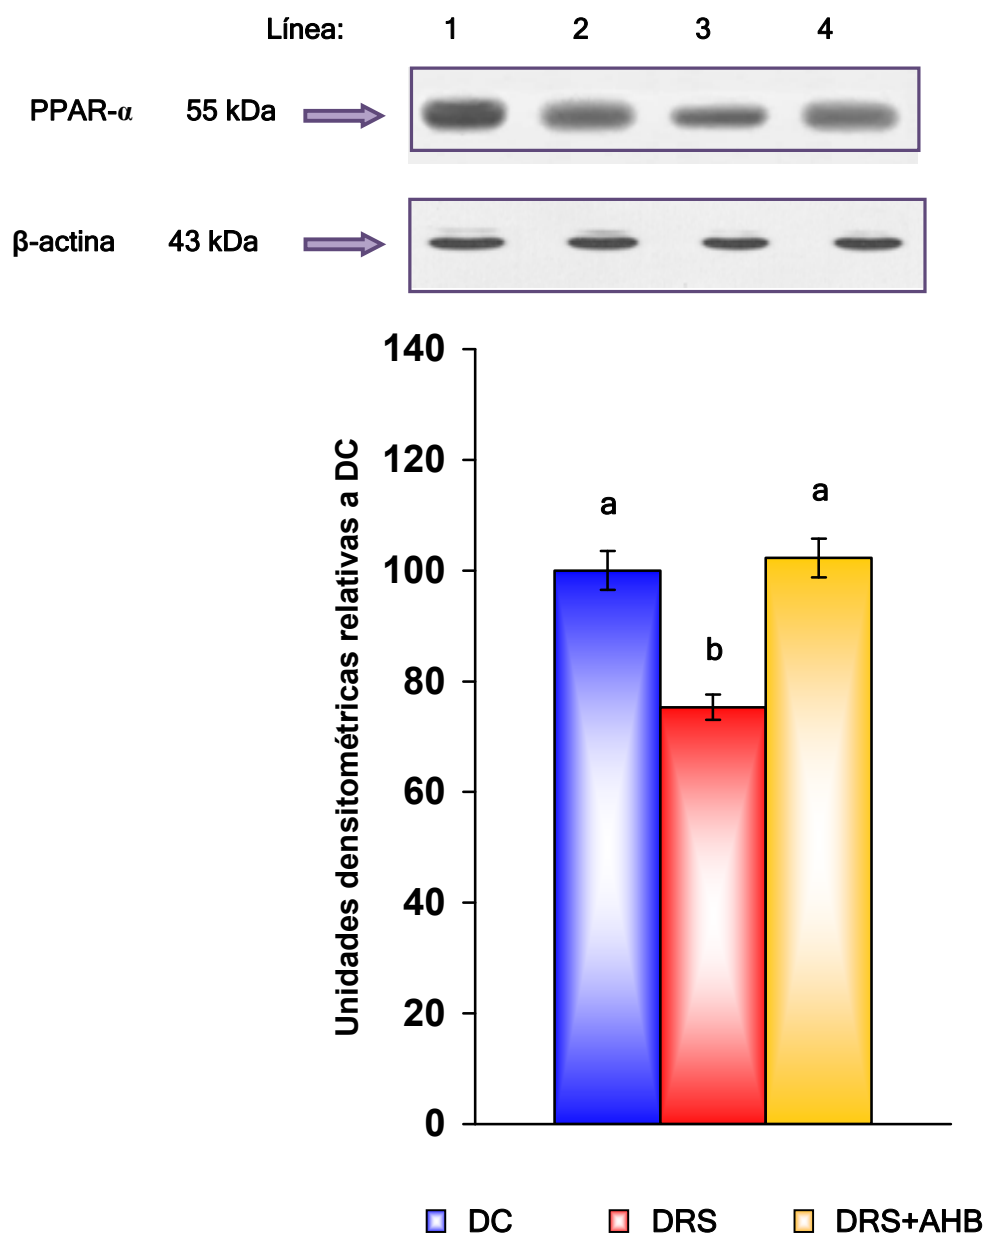 Línea: 1 2 3 4
PPAR-α 55 kDa
β-actina 43 kDa
Unidades densitométricas relativas a DC
140
120
100
80
60
40
20
0
a
b
a
DC DRS DRS+AHB